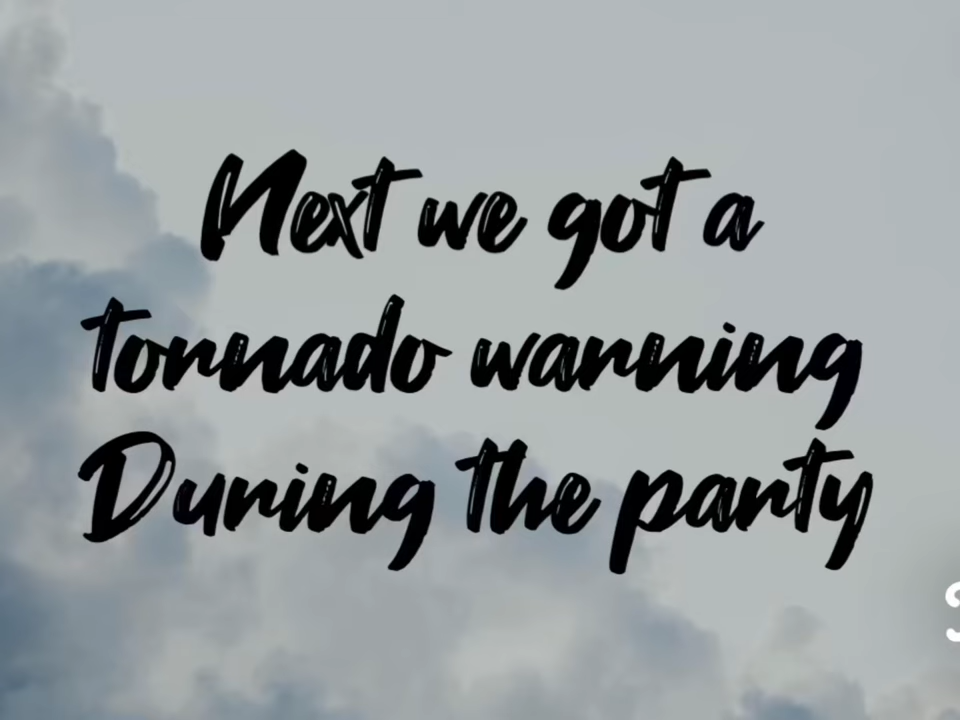 Next we got a
tornado warning
During the party